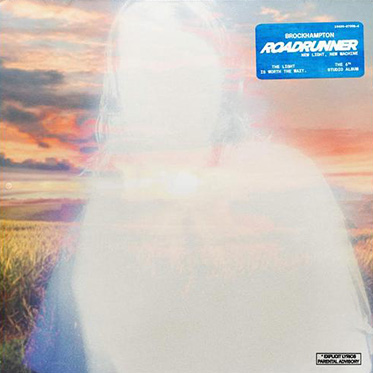 BROCKHAMPTON
ROADRUNNER
NEW LIGHT, NEW MACHINE
THE LIGHT
IS WORTH THE WAIT.
THE 6TH
STUDIO ALBUM
* EXPLICIT LYRICS
PARENTAL ADVISORY